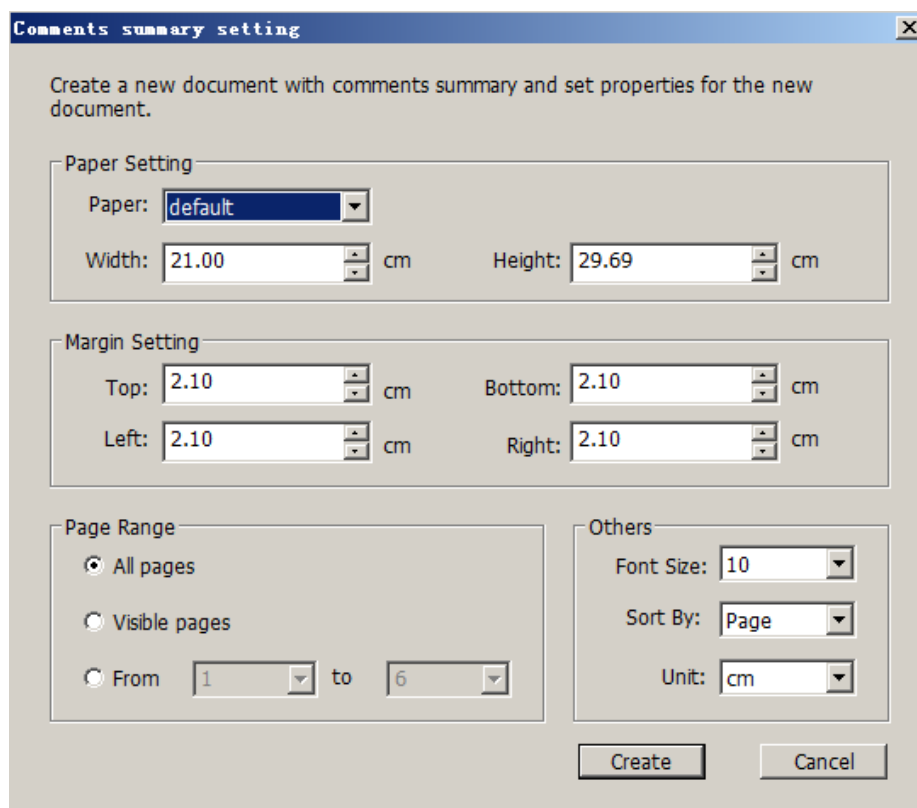 Comments summary setting
Create a new document with comments summary and set properties for the new
document.
Paper Setting
Paper: default
Width: 21.00 cm Height: 29.69 cm
Margin Setting
Top: 2.10 cm Bottom: 2.10 cm
Left: 2.10 cm Right: 2.10 cm
Page Range
All pages
Visible pages
From 1 to 6
Others
Font Size: 10
Sort By: Page
Unit: cm
Create Cancel